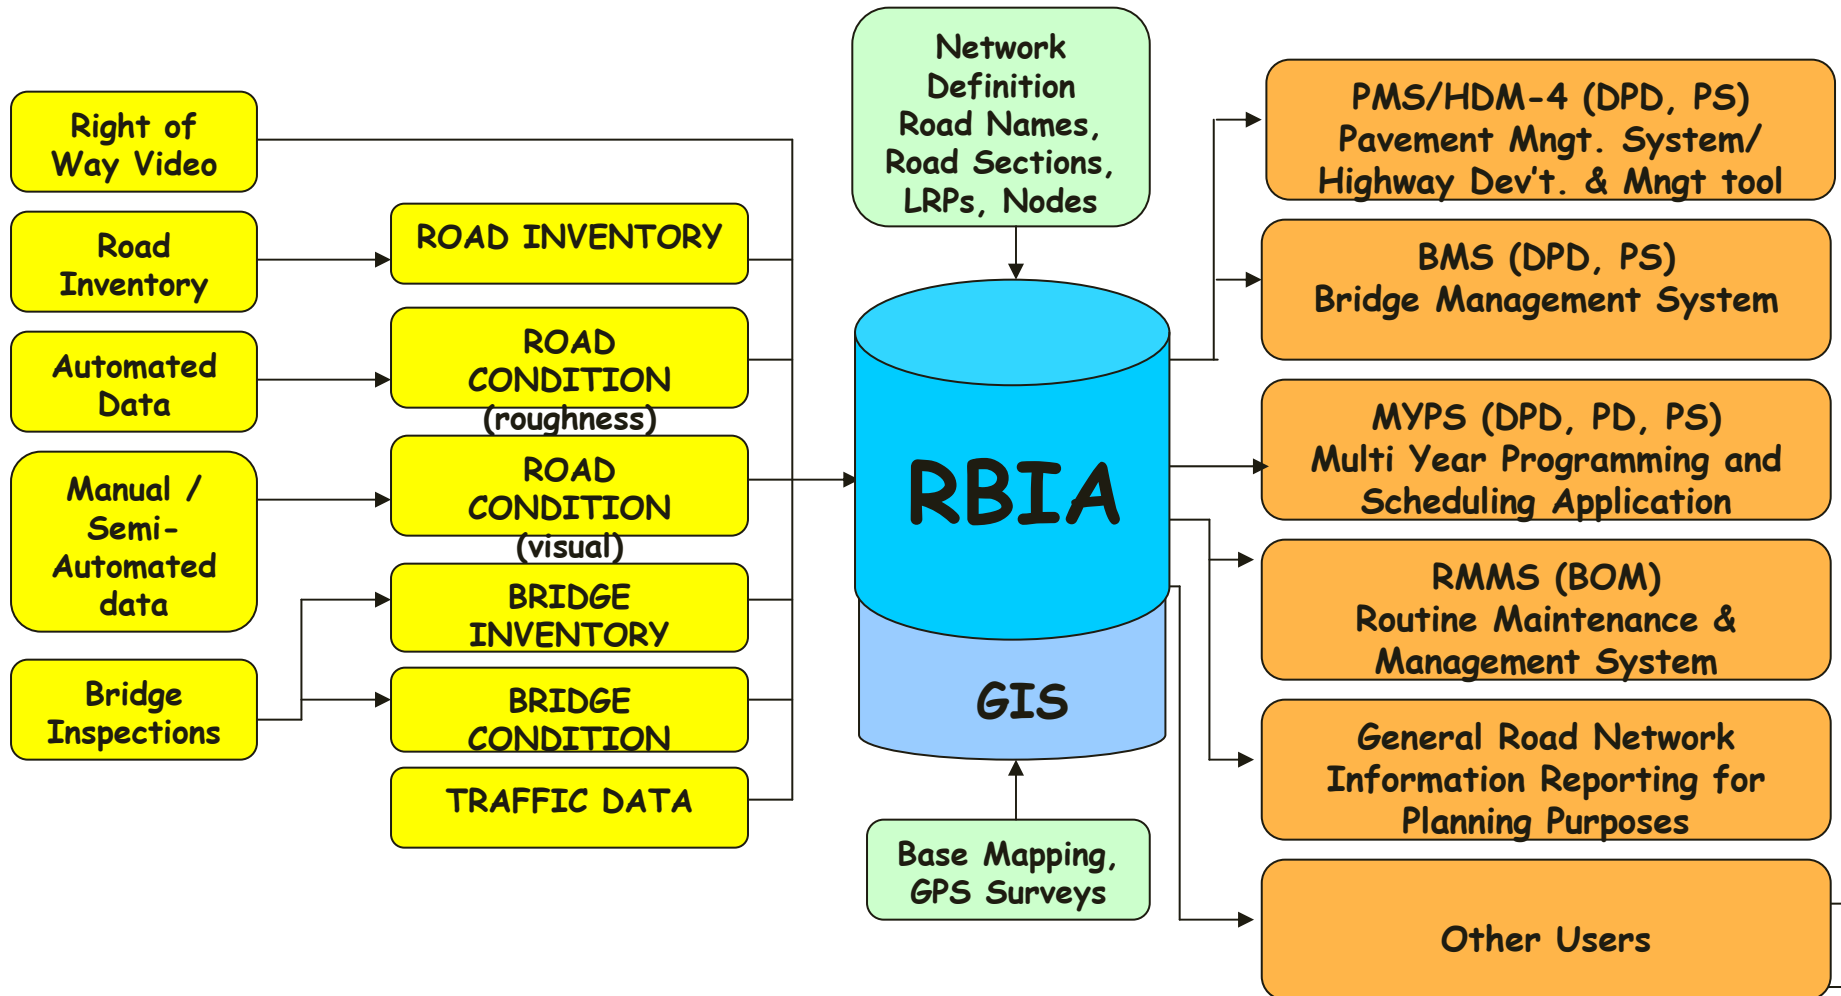 Right of
Way Video
Road
Inventory
Automated
Data
Manual /
Semi-
Automated
data
Bridge
Inspections
ROAD INVENTORY
ROAD
CONDITION
(roughness)
ROAD
CONDITION
(visual)
BRIDGE
INVENTORY
BRIDGE
CONDITION
TRAFFIC DATA
Network
Definition
Road Names,
Road Sections,
LRPs, Nodes
RBIA
GIS
Base Mapping,
GPS Surveys
PMS/HDM-4 (DPD, PS)
Pavement Mngt. System/
Highway Dev't. & Mngt tool
BMS (DPD, PS)
Bridge Management System
MYPS (DPD, PD, PS)
Multi Year Programming and
Scheduling Application
RMMS (BOM)
Routine Maintenance &
Management System
General Road Network
Information Reporting for
Planning Purposes
Other Users